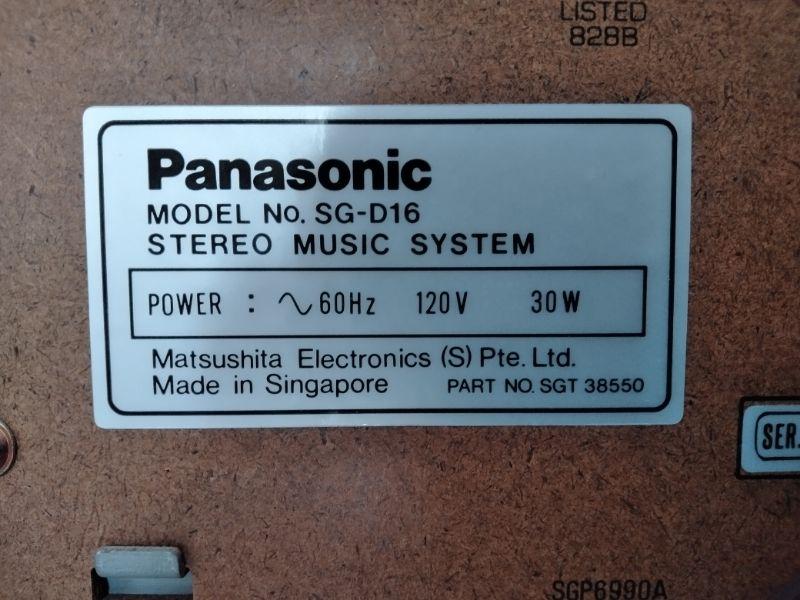 LISTED
828B
Panasonic
MODEL No. SG-D16
STEREO MUSIC SYSTEM
POWER : ∿ 60Hz 120V 30W
Matsushita Electronics (S) Pte. Ltd.
Made in Singapore PART NO. SGT 38550
SER.
SGP6990A